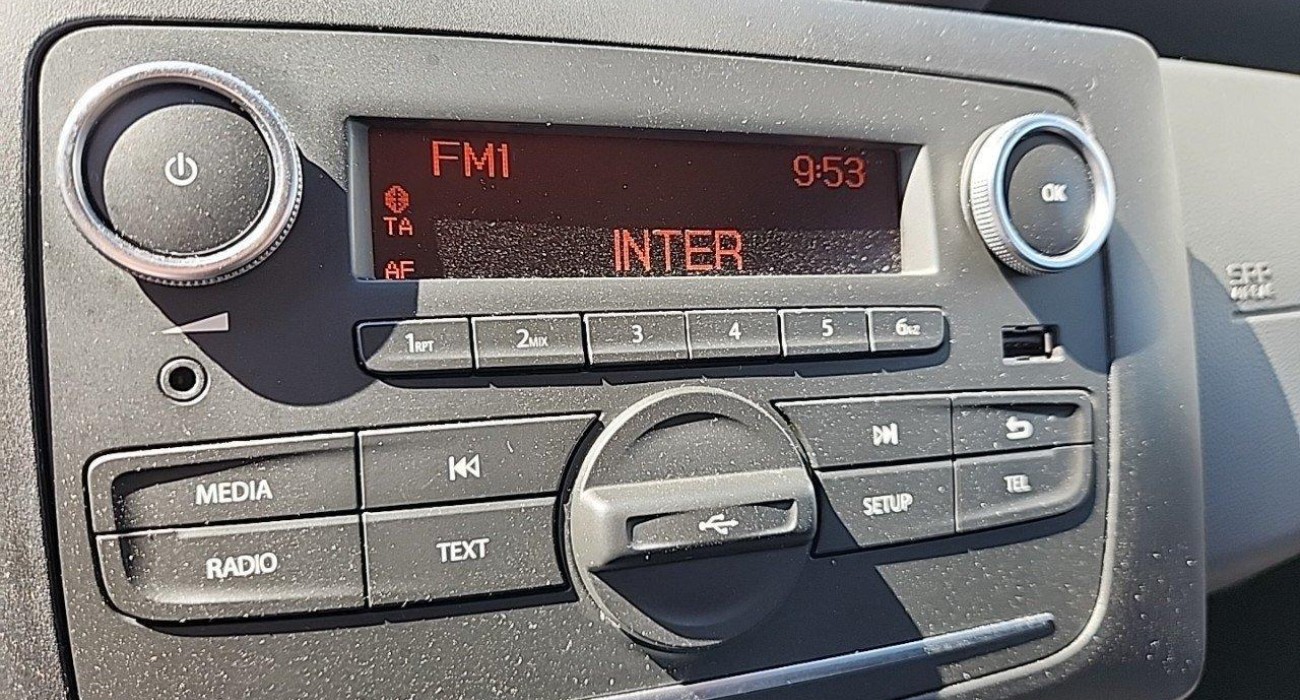 FM1 9:53
TA
AF
INTER
OK
1RPT 2MIX 3 4 5 6
MEDIA
RADIO TEXT
SETUP TEL